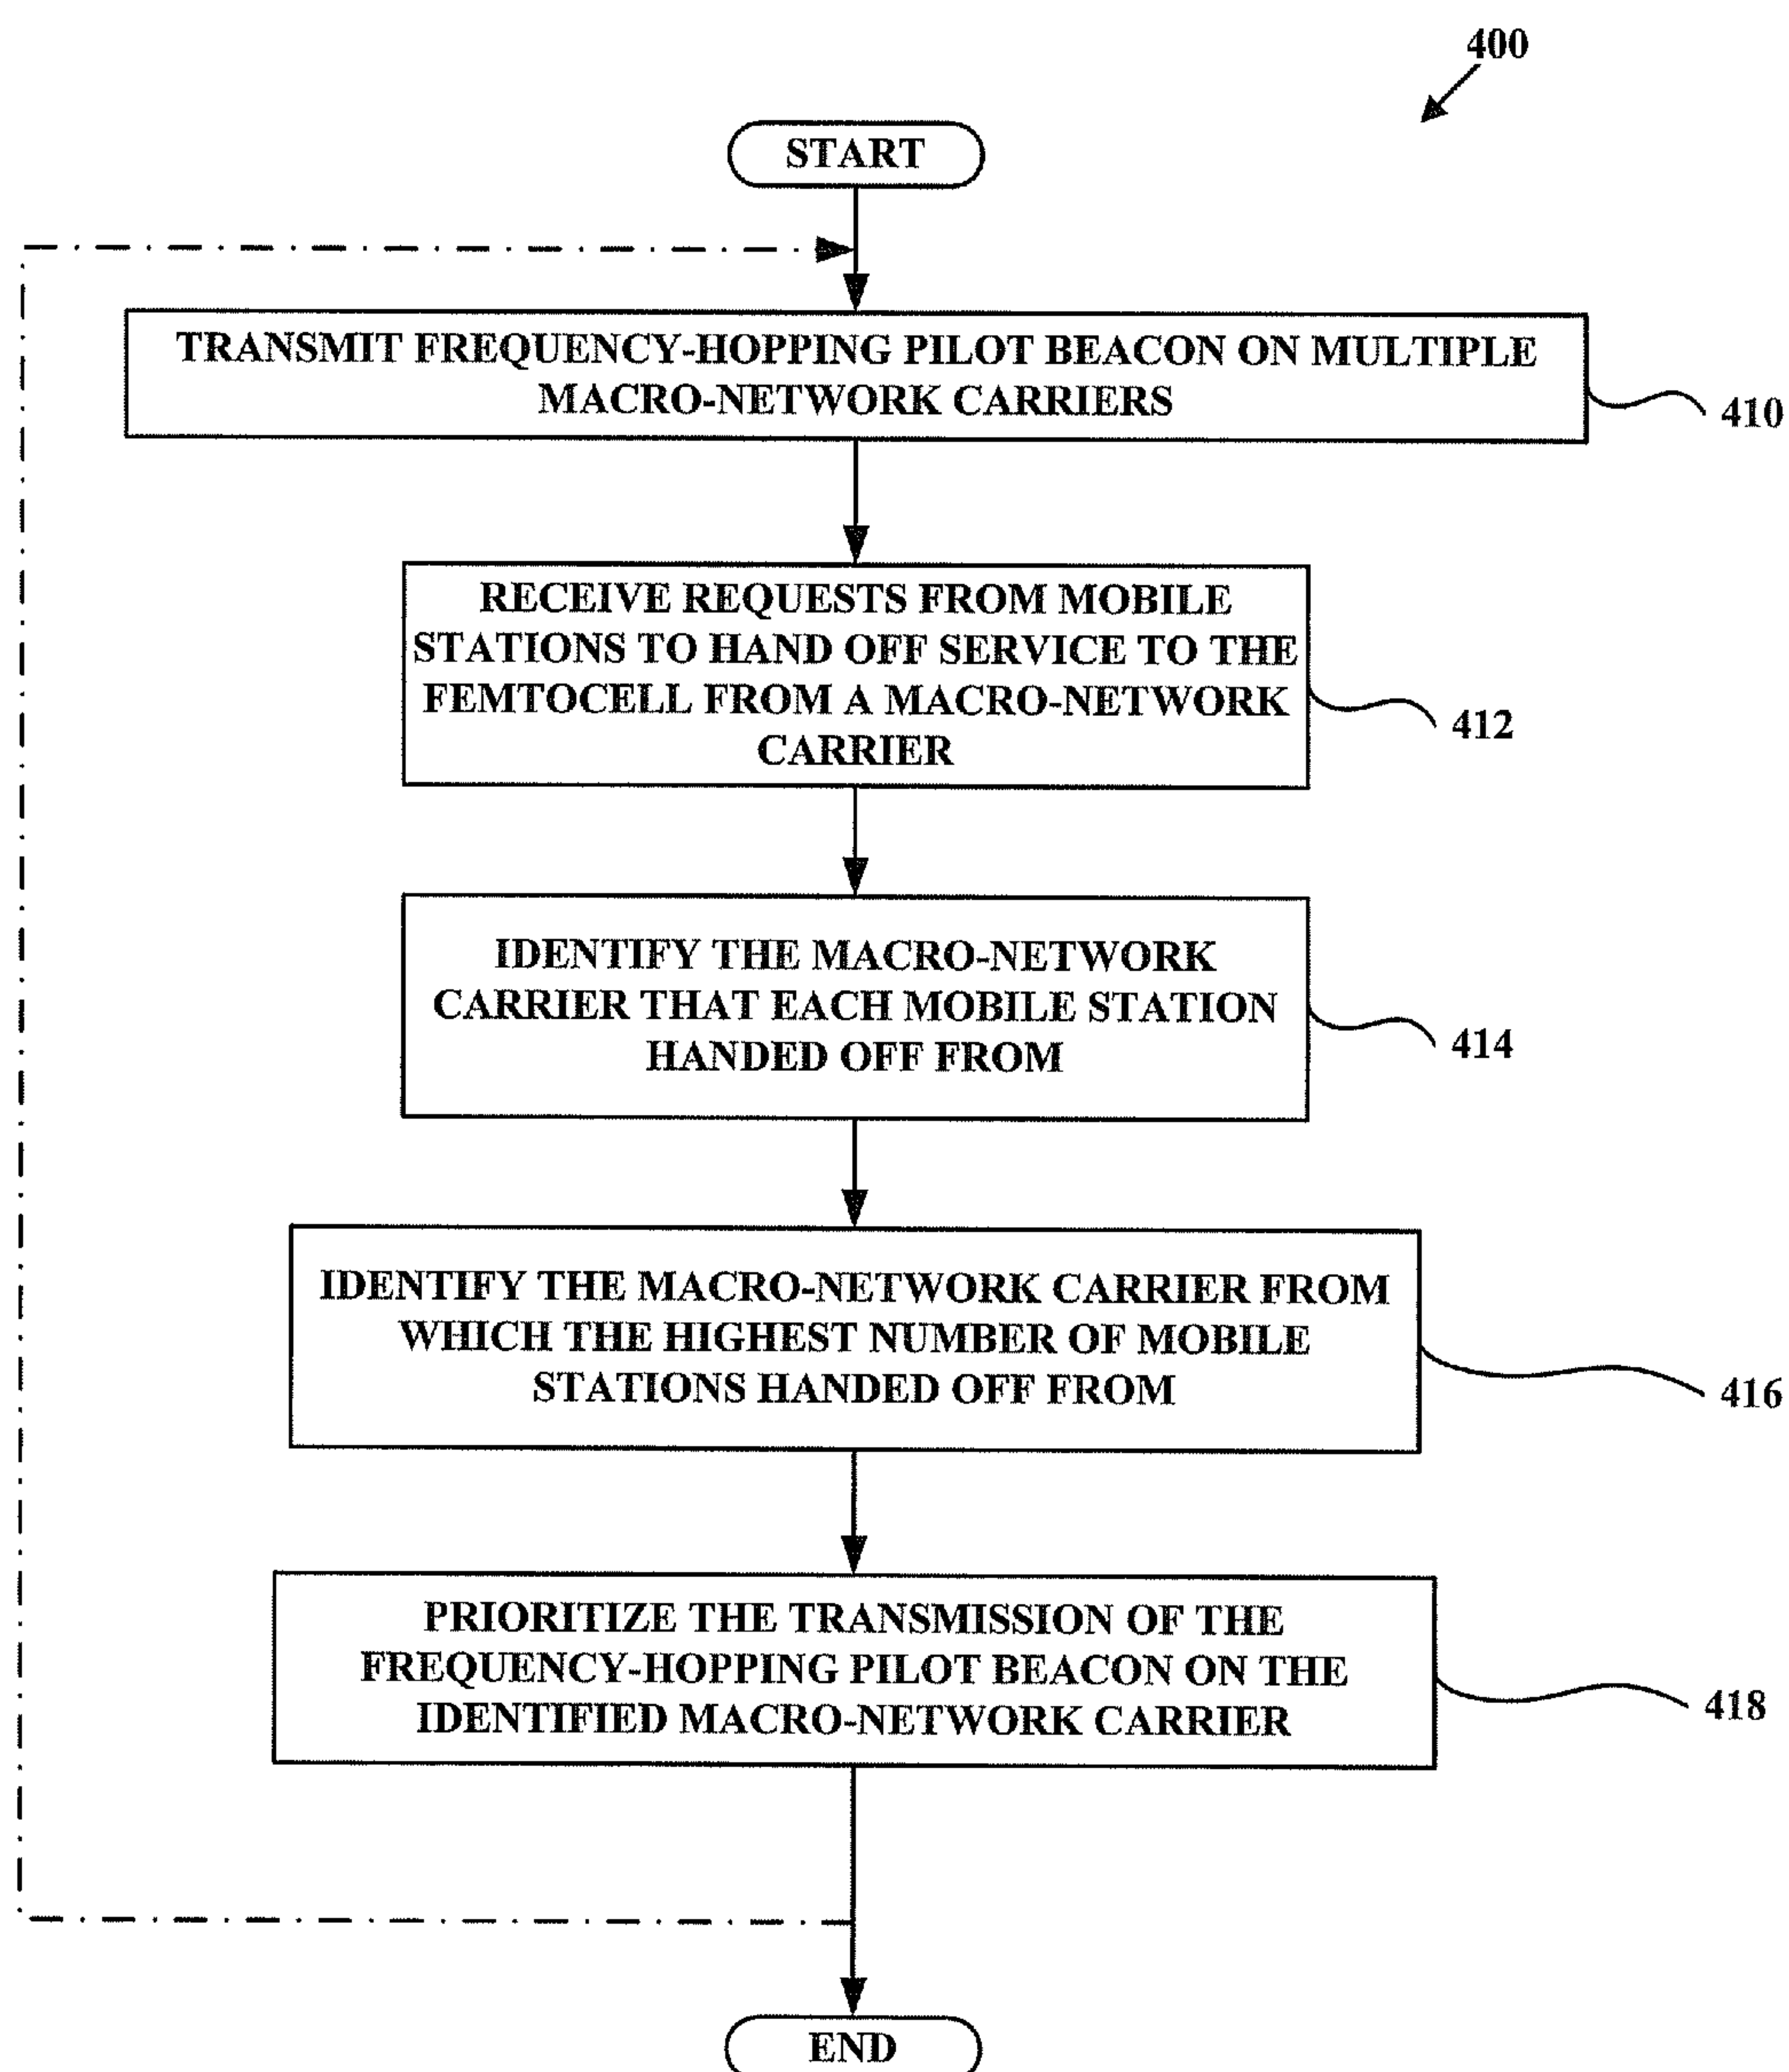 400
START
TRANSMIT FREQUENCY-HOPPING PILOT BEACON ON MULTIPLE
MACRO-NETWORK CARRIERS
410
RECEIVE REQUESTS FROM MOBILE
STATIONS TO HAND OFF SERVICE TO THE
FEMTOCELL FROM A MACRO-NETWORK
CARRIER
412
IDENTIFY THE MACRO-NETWORK
CARRIER THAT EACH MOBILE STATION
HANDED OFF FROM
414
IDENTIFY THE MACRO-NETWORK CARRIER FROM
WHICH THE HIGHEST NUMBER OF MOBILE
STATIONS HANDED OFF FROM
416
PRIORITIZE THE TRANSMISSION OF THE
FREQUENCY-HOPPING PILOT BEACON ON THE
IDENTIFIED MACRO-NETWORK CARRIER
418
END